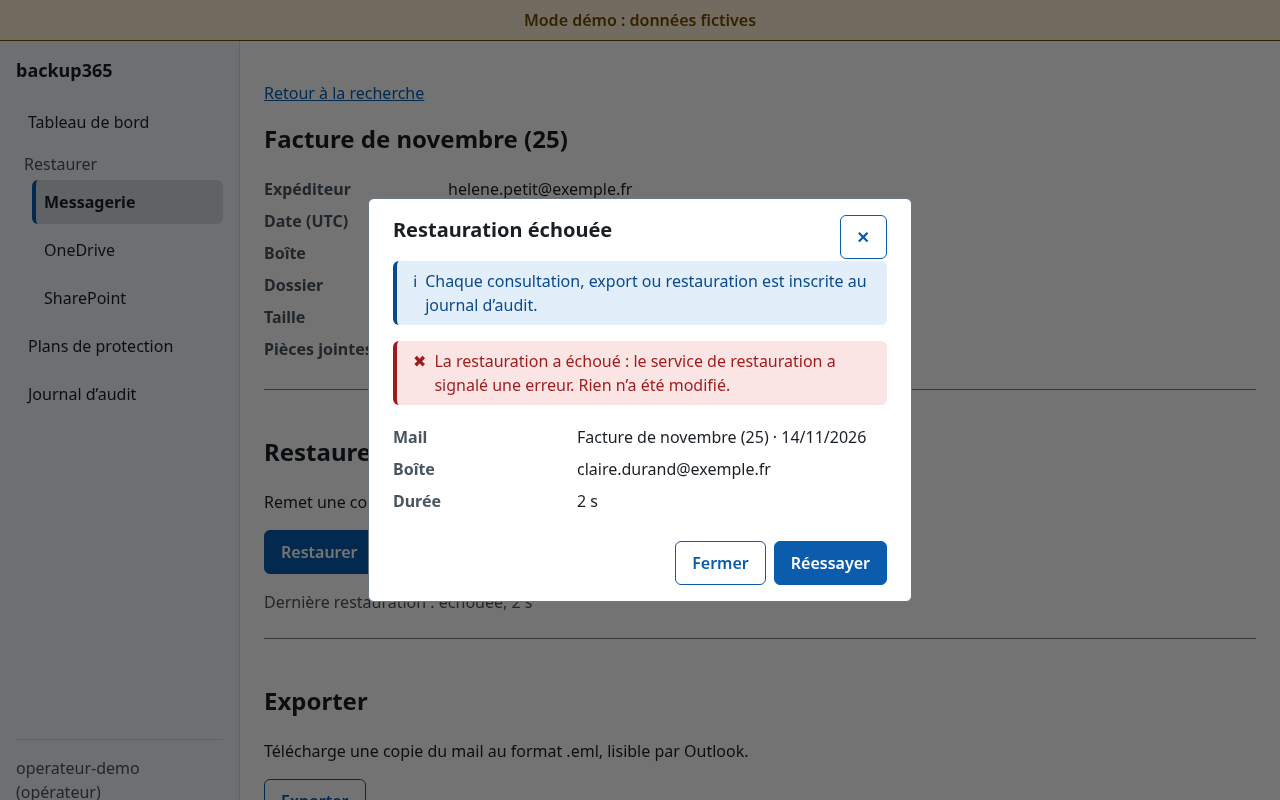 Mode démo : données fictives
backup365
Tableau de bord
Restaurer
Messagerie
OneDrive
SharePoint
Plans de protection
Journal d’audit
operateur-demo
(opérateur)
Retour à la recherche
Facture de novembre (25)
Expéditeur helene.petit@exemple.fr
Date (UTC)
Boîte
Dossier
Taille
Pièces jointes
Restauration échouée
×
i Chaque consultation, export ou restauration est inscrite au
journal d’audit.
✖ La restauration a échoué : le service de restauration a
signalé une erreur. Rien n’a été modifié.
Mail Facture de novembre (25) · 14/11/2026
Boîte claire.durand@exemple.fr
Durée 2 s
Fermer Réessayer
Remet une
Restaurer
Dernière restauration : échouée, 2 s
Exporter
Télécharge une copie du mail au format .eml, lisible par Outlook.
Exporter